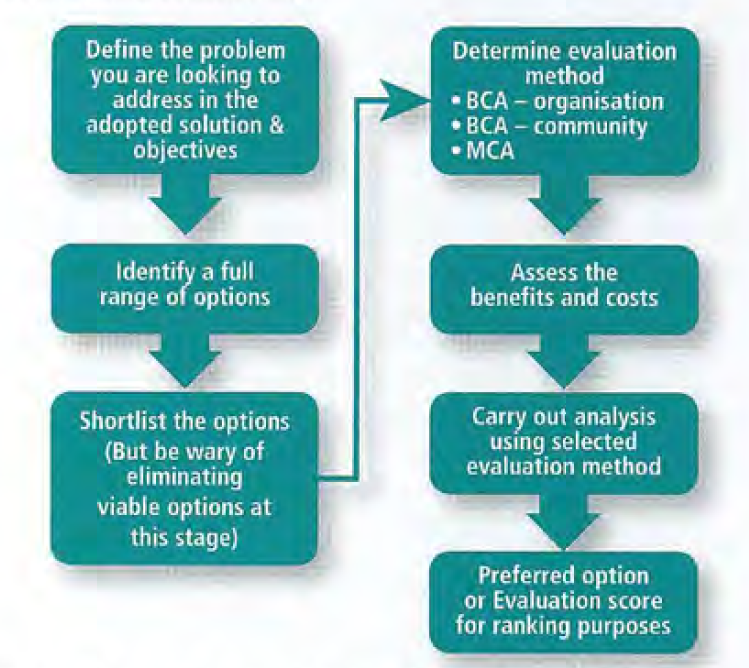 Define the problem
you are looking to
address in the
adopted solution &
objectives
Identify a full
range of options
Shortlist the options
(But be wary of
eliminating
viable options at
this stage)
Determine evaluation
method
• BCA – organisation
• BCA – community
• MCA
Assess the
benefits and costs
Carry out analysis
using selected
evaluation method
Preferred option
or Evaluation score
for ranking purposes